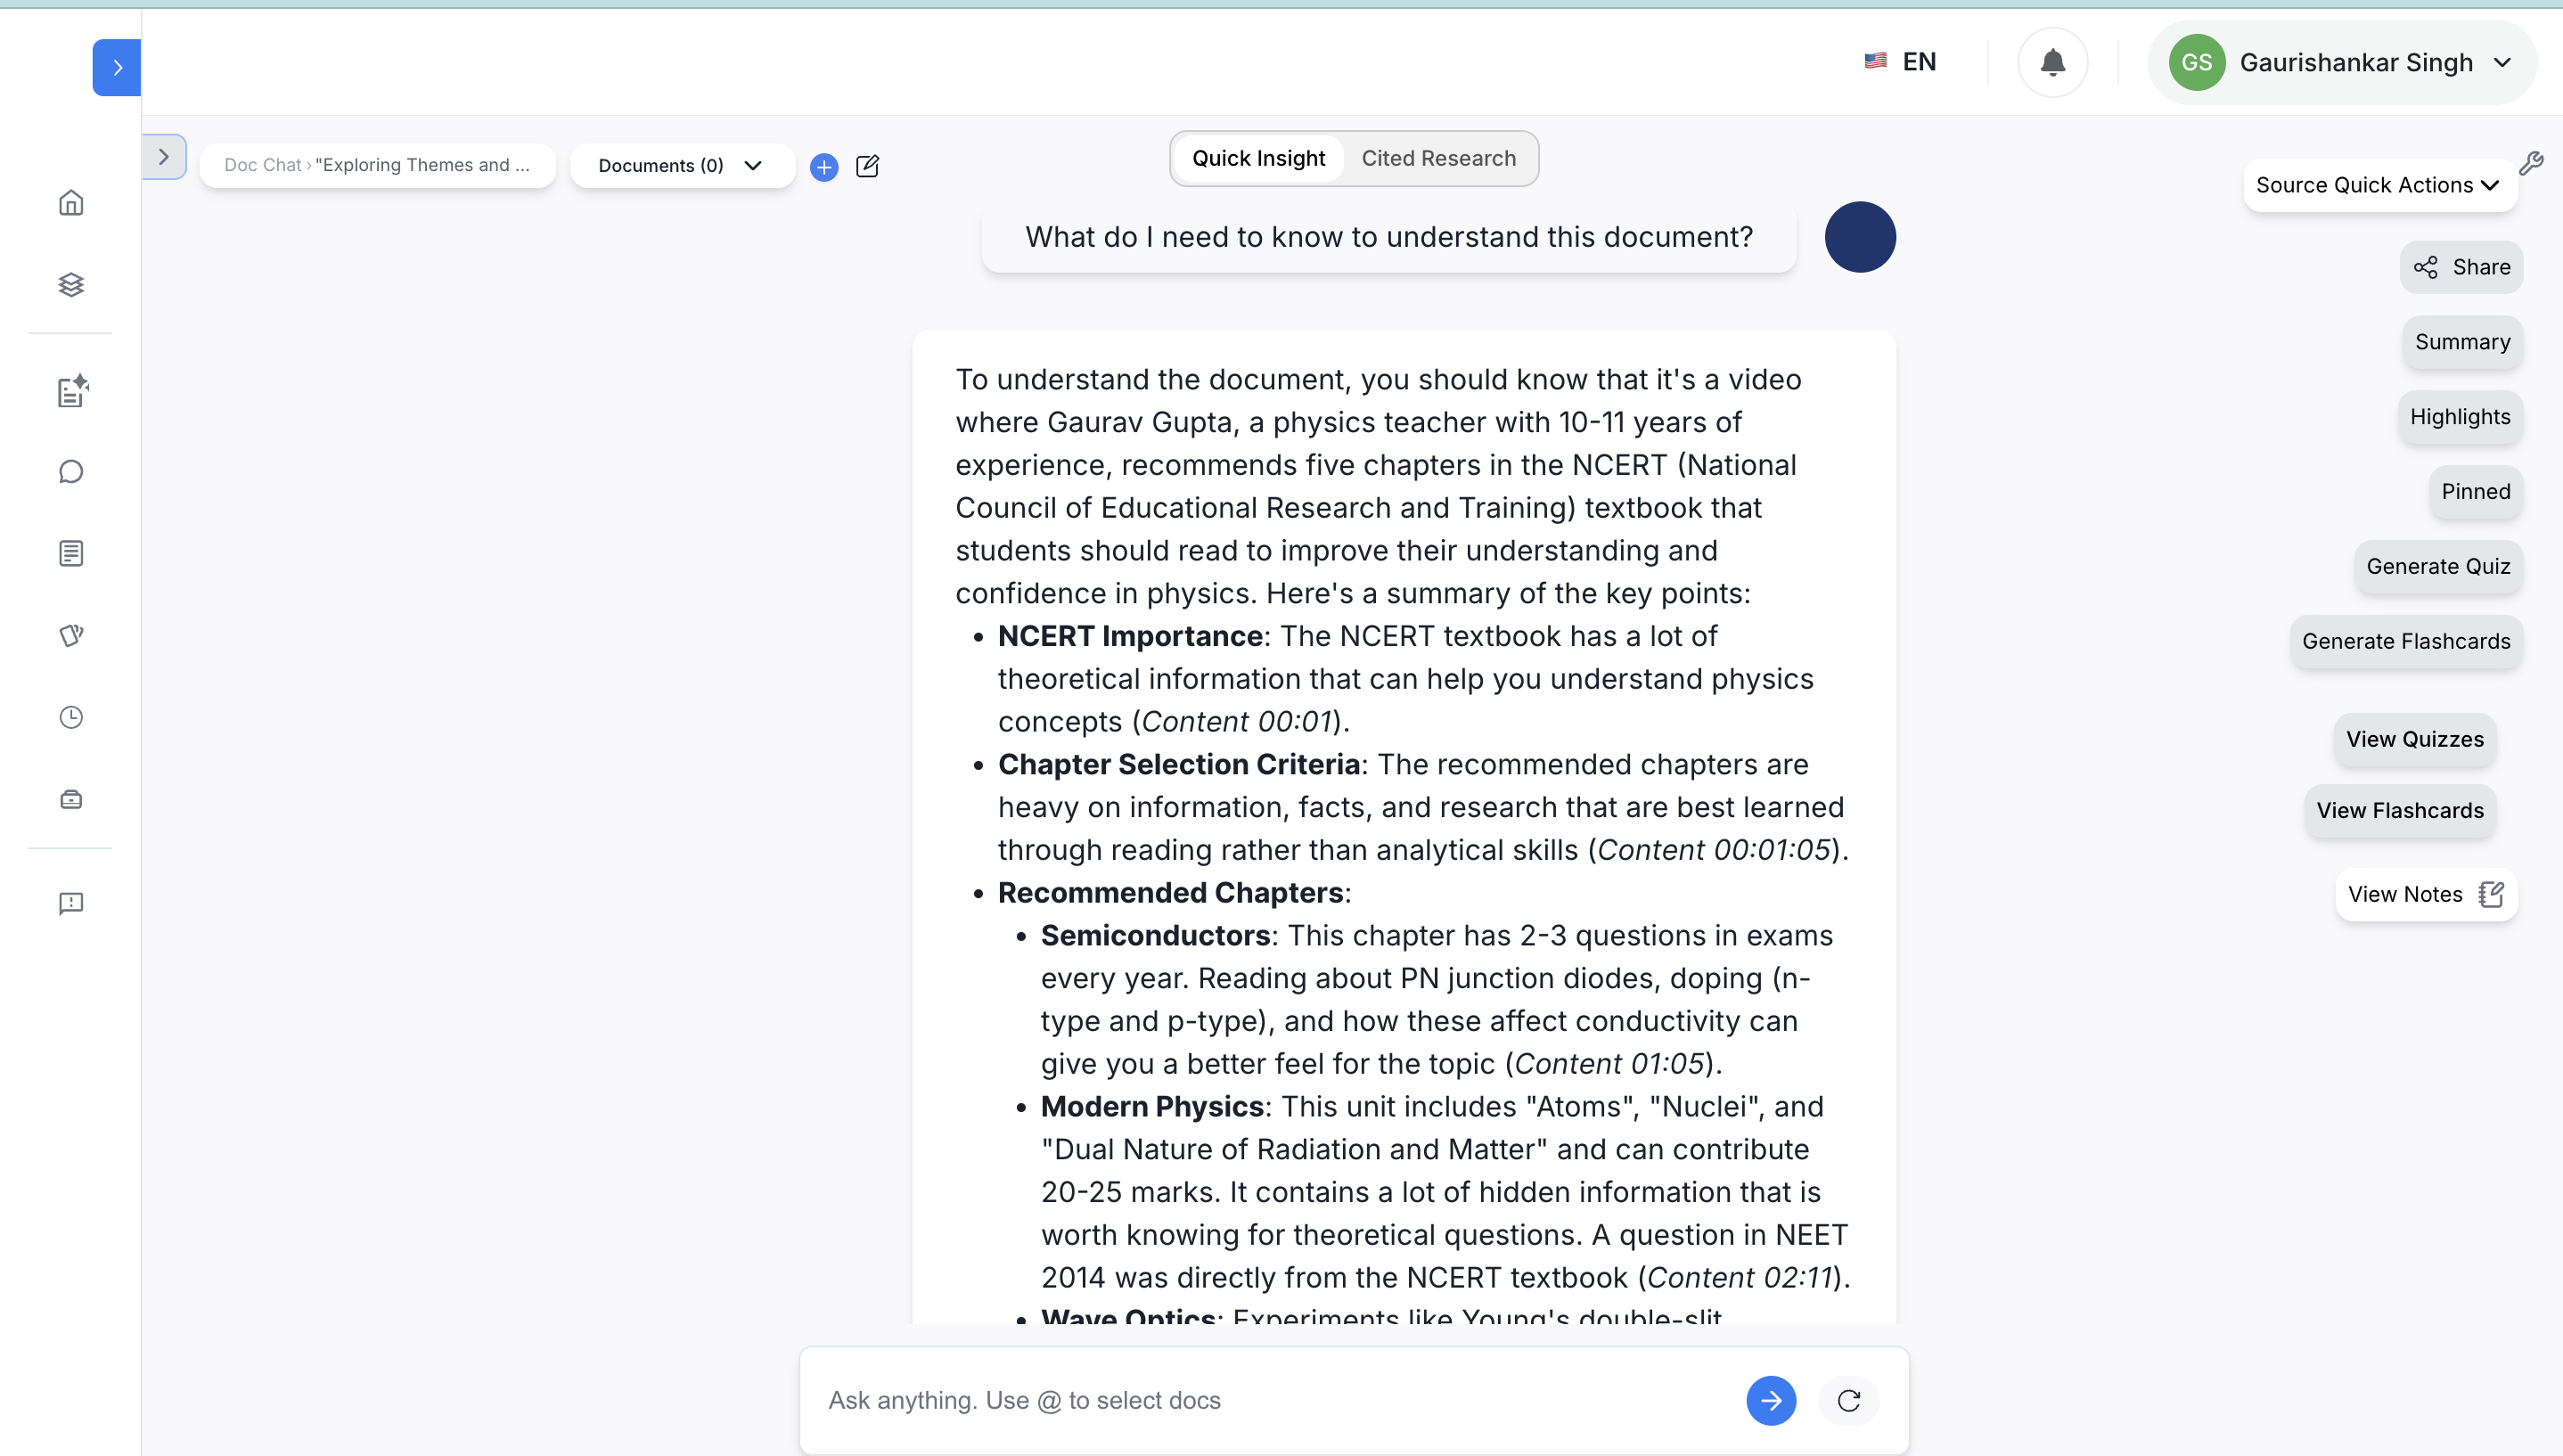 EN
GS
Gaurishankar Singh
Doc Chat › "Exploring Themes and ...
Documents (0)
Quick Insight
Cited Research
Source Quick Actions
What do I need to know to understand this document?
Share
Summary
Highlights
Pinned
Generate Quiz
Generate Flashcards
View Quizzes
View Flashcards
View Notes
To understand the document, you should know that it's a video
where Gaurav Gupta, a physics teacher with 10-11 years of
experience, recommends five chapters in the NCERT (National
Council of Educational Research and Training) textbook that
students should read to improve their understanding and
confidence in physics. Here's a summary of the key points:
• NCERT Importance: The NCERT textbook has a lot of
theoretical information that can help you understand physics
concepts (Content 00:01).
• Chapter Selection Criteria: The recommended chapters are
heavy on information, facts, and research that are best learned
through reading rather than analytical skills (Content 00:01:05).
• Recommended Chapters:
• Semiconductors: This chapter has 2-3 questions in exams
every year. Reading about PN junction diodes, doping (n-
type and p-type), and how these affect conductivity can
give you a better feel for the topic (Content 01:05).
• Modern Physics: This unit includes "Atoms", "Nuclei", and
"Dual Nature of Radiation and Matter" and can contribute
20-25 marks. It contains a lot of hidden information that is
worth knowing for theoretical questions. A question in NEET
2014 was directly from the NCERT textbook (Content 02:11).
• Wave Optics: Experiments like Young's double-slit
Ask anything. Use @ to select docs